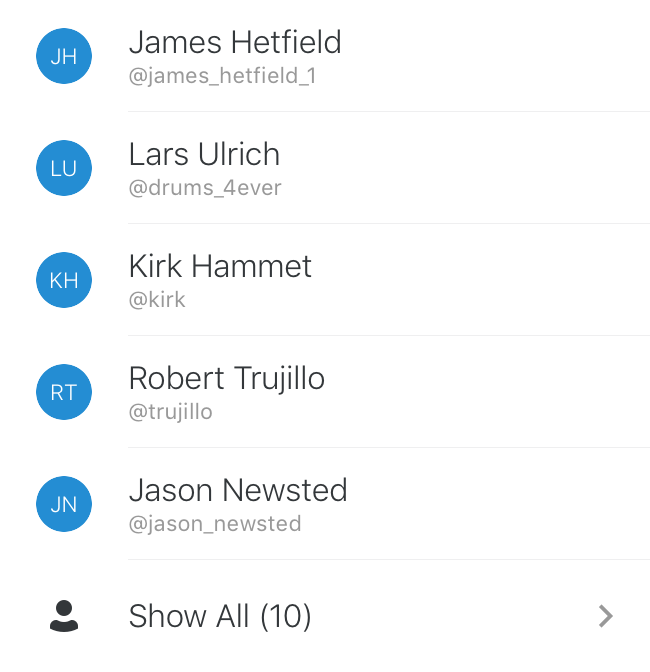 JH
James Hetfield
@james_hetfield_1
LU
Lars Ulrich
@drums_4ever
KH
Kirk Hammet
@kirk
RT
Robert Trujillo
@trujillo
JN
Jason Newsted
@jason_newsted
Show All (10)